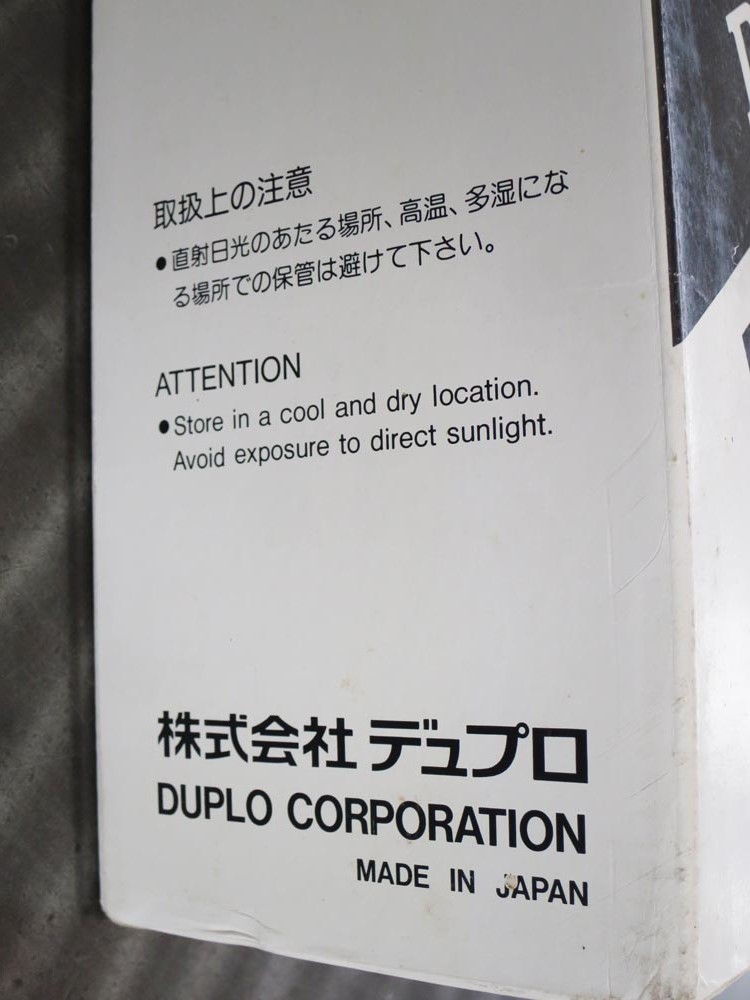 取扱上の注意
●直射日光のあたる場所、高温、多湿にな
る場所での保管は避けて下さい。
ATTENTION
●Store in a cool and dry location.
Avoid exposure to direct sunlight.
株式会社 デュプロ
DUPLO CORPORATION
MADE IN JAPAN